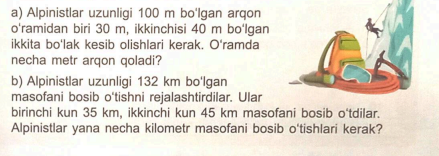 a) Alpinistlar uzunligi 100 m bo'lgan arqon
o'ramidan biri 30 m, ikkinchisi 40 m bo'lgan
ikkita bo'lak kesib olishlari kerak. O'ramda
necha metr arqon qoladi?
b) Alpinistlar uzunligi 132 km bo'lgan
masofani bosib o'tishni rejalashtirdilar. Ular
birinchi kun 35 km, ikkinchi kun 45 km masofani bosib o'tdilar.
Alpinistlar yana necha kilometr masofani bosib o'tishlari kerak?